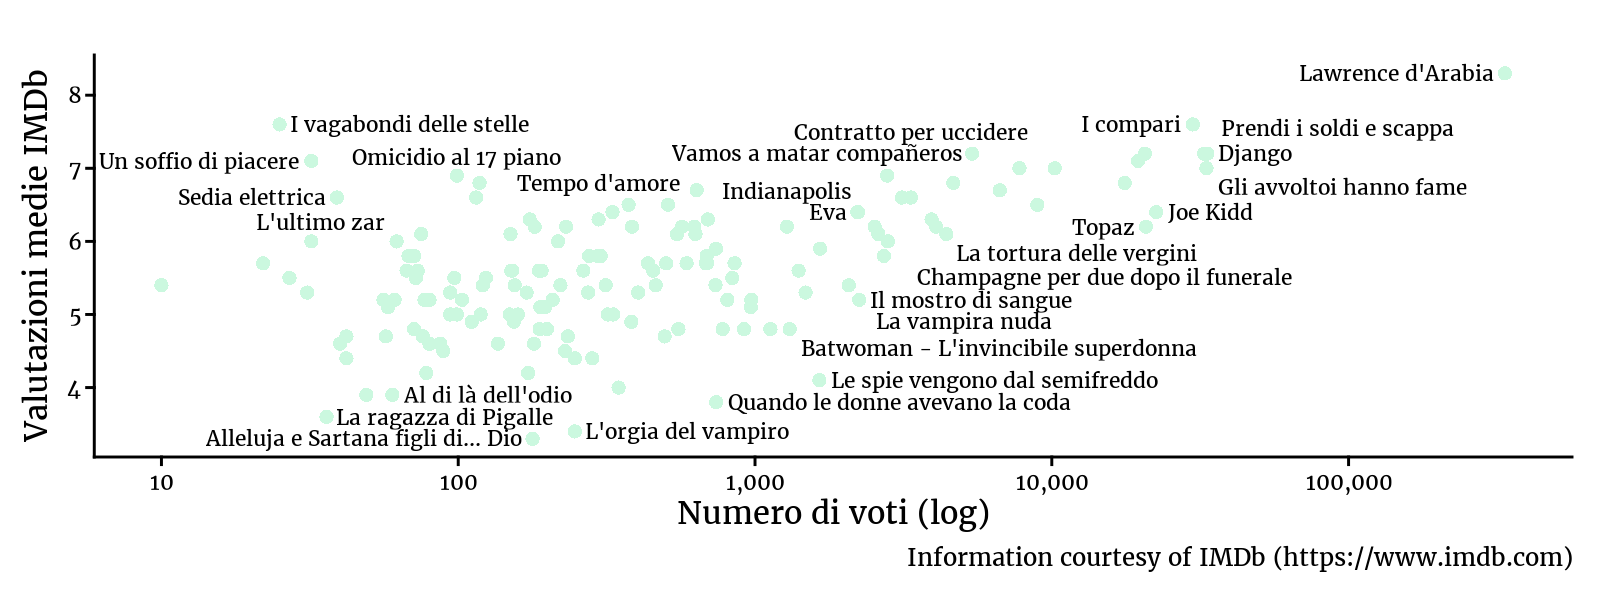 Valutazioni medie IMDb
8
7
6
5
4
Lawrence d'Arabia
I vagabondi delle stelle
I compari
Prendi i soldi e scappa
Contratto per uccidere
Un soffio di piacere
Omicidio al 17 piano
Vamos a matar compañeros
Django
Tempo d'amore
Indianapolis
Gli avvoltoi hanno fame
Sedia elettrica
Eva
Joe Kidd
L'ultimo zar
Topaz
La tortura delle vergini
Champagne per due dopo il funerale
Il mostro di sangue
La vampira nuda
Batwoman - L'invincibile superdonna
Le spie vengono dal semifreddo
Al di là dell'odio
Quando le donne avevano la coda
La ragazza di Pigalle
L'orgia del vampiro
Alleluja e Sartana figli di... Dio
10
100
1,000
10,000
100,000
Numero di voti (log)
Information courtesy of IMDb (https://www.imdb.com)